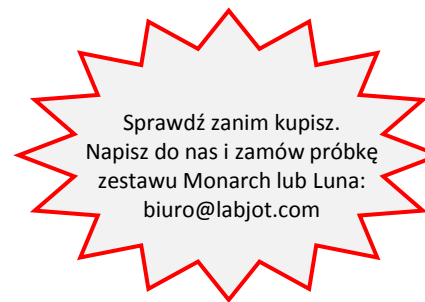 Sprawdź zanim kupisz.
Napisz do nas i zamów próbkę
zestawu Monarch lub Luna:
biuro@labjot.com